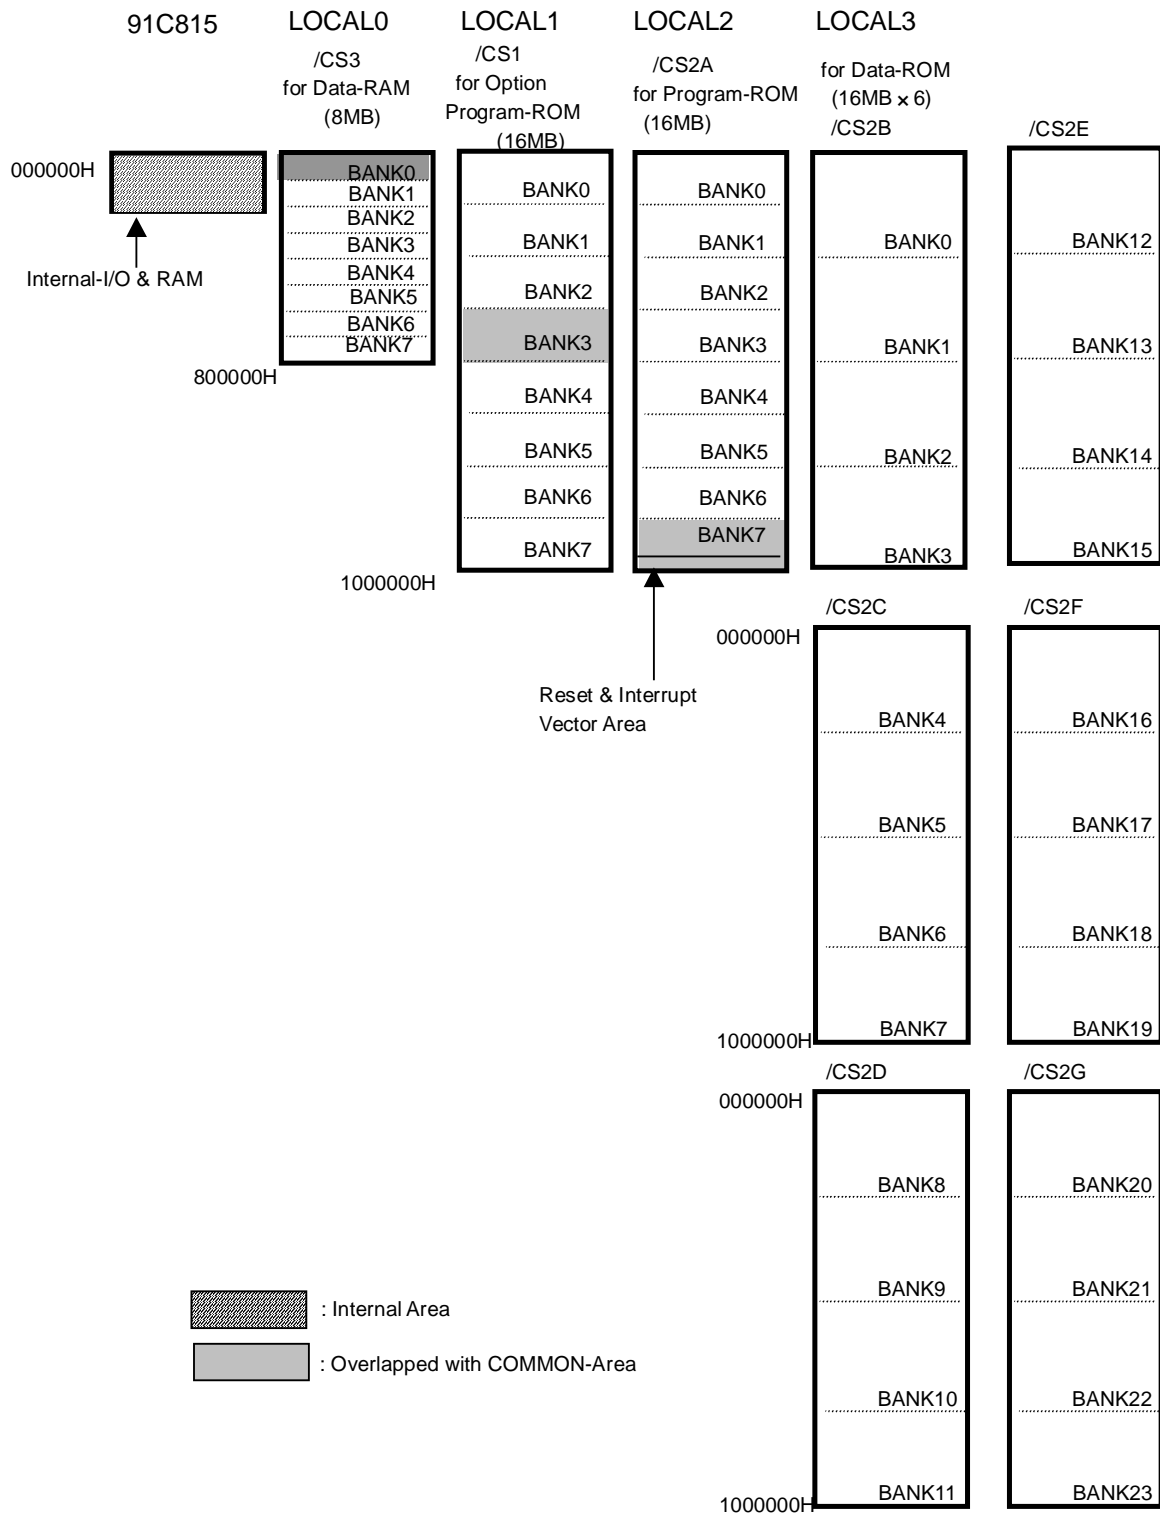 91C815
LOCAL0
/CS3
for Data-RAM
(8MB)
LOCAL1
/CS1
for Option
Program-ROM
(16MB)
LOCAL2
/CS2A
for Program-ROM
(16MB)
LOCAL3
for Data-ROM
(16MB × 6)
/CS2B
/CS2E
000000H
Internal-I/O & RAM
BANK0
BANK1
BANK2
BANK3
BANK4
BANK5
BANK6
BANK7
800000H
BANK0
BANK1
BANK2
BANK3
BANK4
BANK5
BANK6
BANK7
1000000H
BANK0
BANK1
BANK2
BANK3
BANK4
BANK5
BANK6
BANK7
Reset & Interrupt
Vector Area
BANK0
BANK1
BANK2
BANK3
BANK12
BANK13
BANK14
BANK15
/CS2C
/CS2F
000000H
BANK4
BANK5
BANK6
BANK7
1000000H
BANK16
BANK17
BANK18
BANK19
/CS2D
/CS2G
000000H
BANK8
BANK9
BANK10
BANK11
1000000H
BANK20
BANK21
BANK22
BANK23
: Internal Area
: Overlapped with COMMON-Area